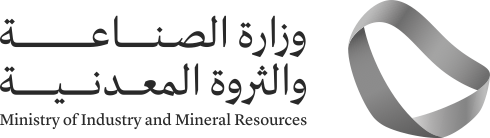 وزارة الصناعة
والثروة المعدنية
Ministry of Industry and Mineral Resources